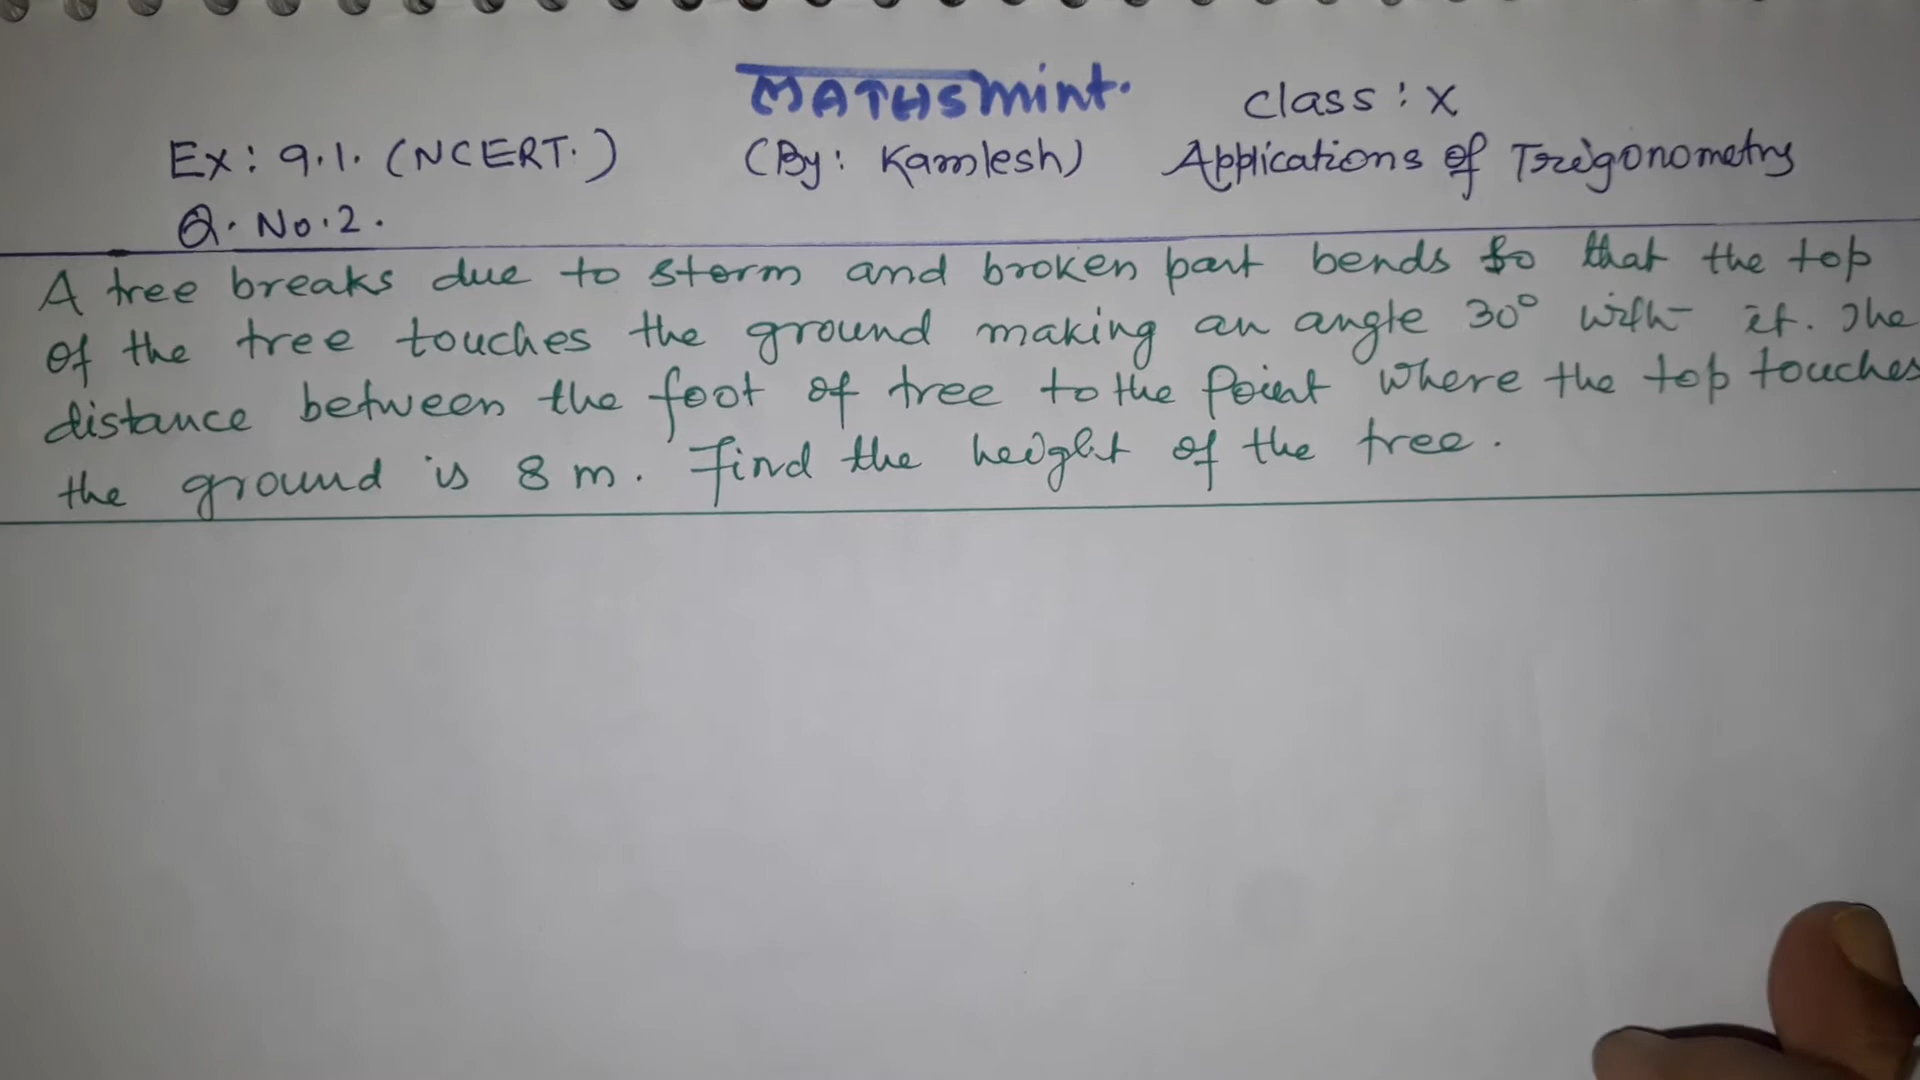 MATHSmint.
class : X
Ex: 9.1. (NCERT.)
(By: Kamlesh)
Applications of Trigonometry
Q. No. 2.
A tree breaks due to storm and broken part bends so that the top
of the tree touches the ground making an angle 30° with it. The
distance between the foot of tree to the point where the top touches
the ground is 8 m. Find the height of the tree.